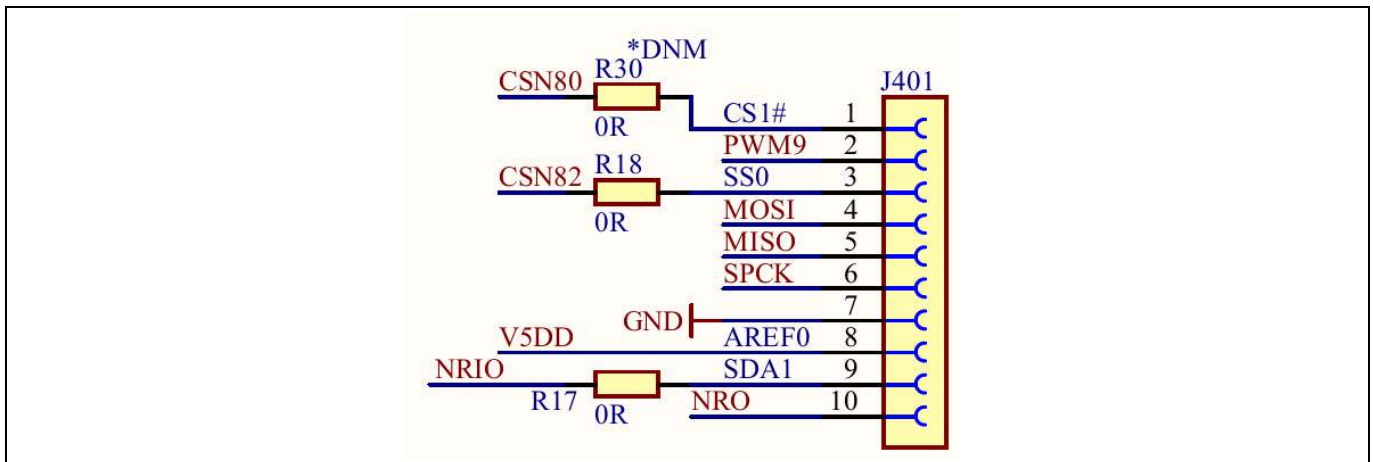 *DNM
R30 J401
CSN80
0R CS1# 1
PWM9 2
R18
CSN82 SS0 3
0R MOSI 4
MISO 5
SPCK 6
7
GND
V5DD AREF0 8
NRIO SDA1 9
R17 0R NRO 10